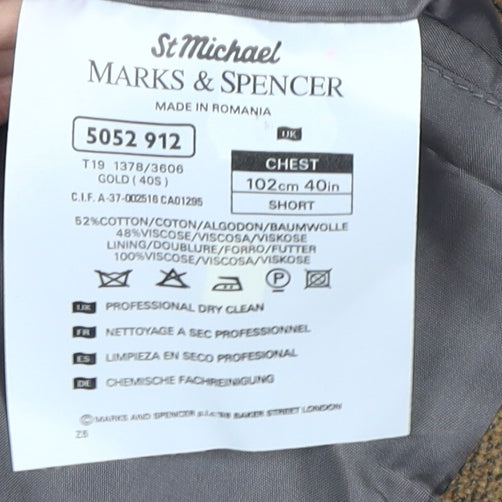 St Michael
MARKS & SPENCER
MADE IN ROMANIA
5052 912
UK
T19 1378/3606
GOLD (40S)
C.I.F. A-37-002516 CA01295
CHEST
102cm 40in
SHORT
52%COTTON/COTON/ALGODON/BAUMWOLLE
48%VISCOSE/VISCOSA/VISKOSE
LINING/DOUBLURE/FORRO/FUTTER
100%VISCOSE/VISCOSA/VISKOSE
P
UK PROFESSIONAL DRY CLEAN
FR NETTOYAGE A SEC PROFESSIONNEL
ES LIMPIEZA EN SECO PROFESIONAL
DE CHEMISCHE FACHREINIGUNG
© MARKS AND SPENCER BAKER STREET LONDON